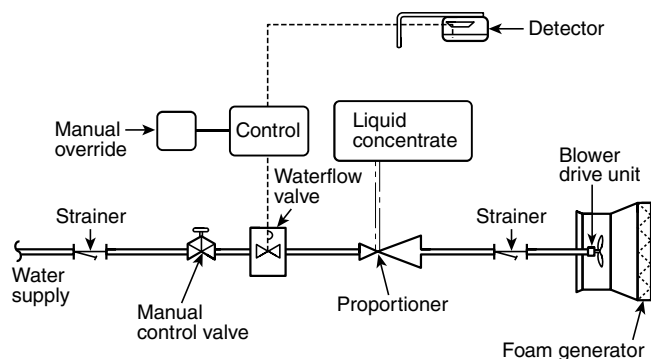 Detector
Manual
override
Control
Liquid
concentrate
Waterflow
valve
Blower
drive unit
Strainer
Strainer
Water
supply
Manual
control valve
Proportioner
Foam generator